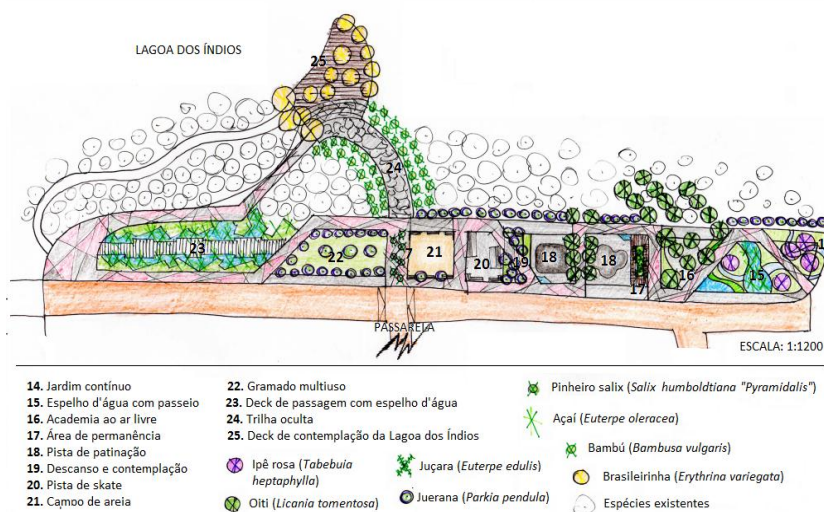 LAGOA DOS ÍNDIOS
25
24
23
22
21
20
19
18
18
17
16
15
1
PASSARELA
ESCALA: 1:1200
14. Jardim contínuo
15. Espelho d'água com passeio
16. Academia ao ar livre
17. Área de permanência
18. Pista de patinação
19. Descanso e contemplação
20. Pista de skate
21. Campo de areia
22. Gramado multiuso
23. Deck de passagem com espelho d'água
24. Trilha oculta
25. Deck de contemplação da Lagoa dos Índios
Ipê rosa (Tabebuia
heptaphylla)
Oiti (Licania tomentosa)
Juçara (Euterpe edulis)
Juerana (Parkia pendula)
Pinheiro salix (Salix humboldtiana "Pyramidalis")
Açaí (Euterpe oleracea)
Bambú (Bambusa vulgaris)
Brasileirinha (Erythrina variegata)
Espécies existentes